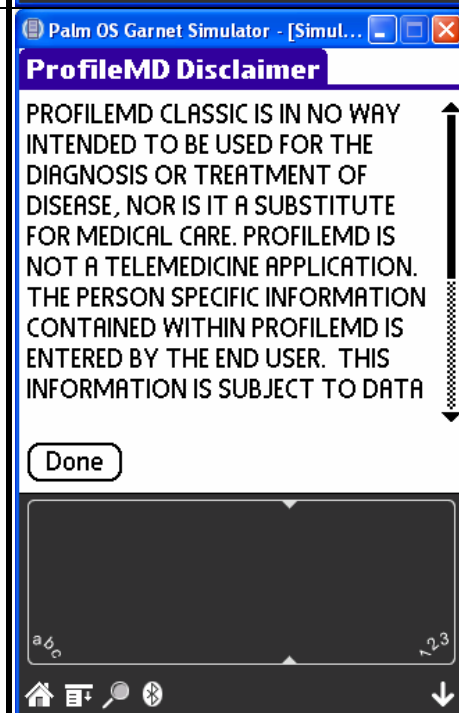 Palm OS Garnet Simulator - [Simul...
ProfileMD Disclaimer
PROFILEMD CLASSIC IS IN NO WAY
INTENDED TO BE USED FOR THE
DIAGNOSIS OR TREATMENT OF
DISEASE, NOR IS IT A SUBSTITUTE
FOR MEDICAL CARE. PROFILEMD IS
NOT A TELEMEDICINE APPLICATION.
THE PERSON SPECIFIC INFORMATION
CONTAINED WITHIN PROFILEMD IS
ENTERED BY THE END USER.  THIS
INFORMATION IS SUBJECT TO DATA
Done
abc
123